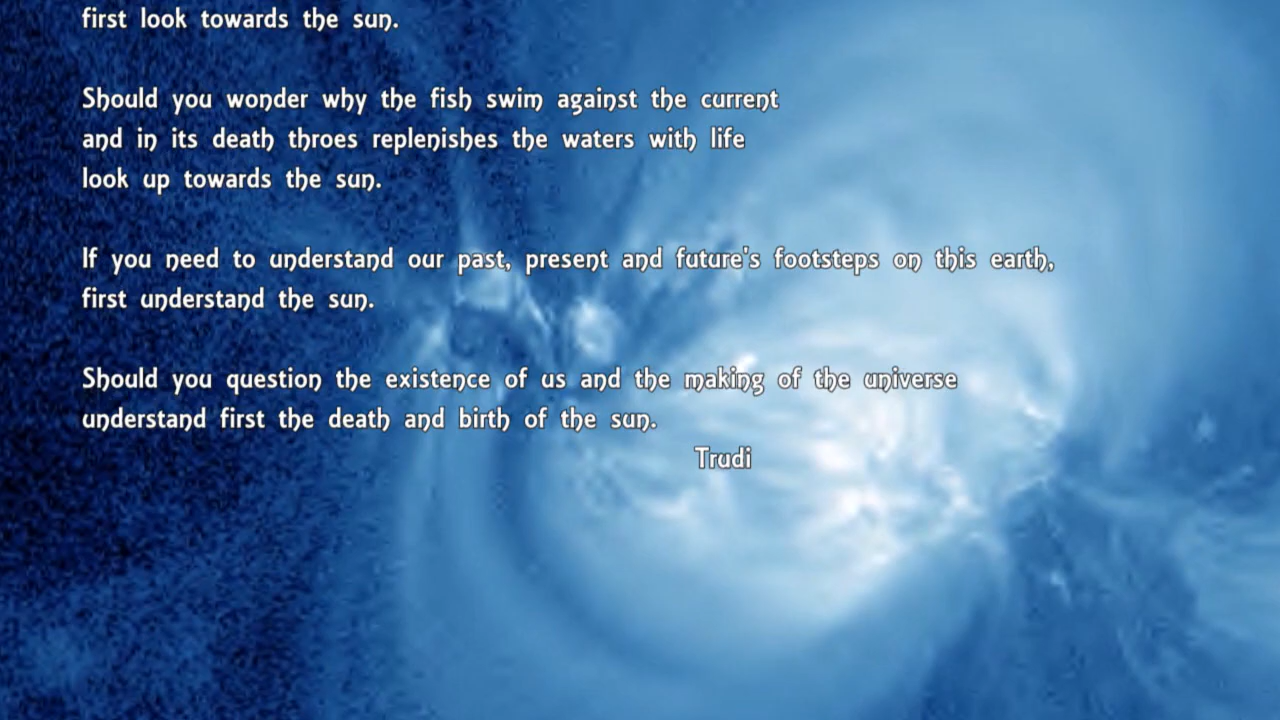 first look towards the sun.
Should you wonder why the fish swim against the current
and in its death throes replenishes the waters with life
look up towards the sun.
If you need to understand our past, present and future's footsteps on this earth,
first understand the sun.
Should you question the existence of us and the making of the universe
understand first the death and birth of the sun.
Trudi